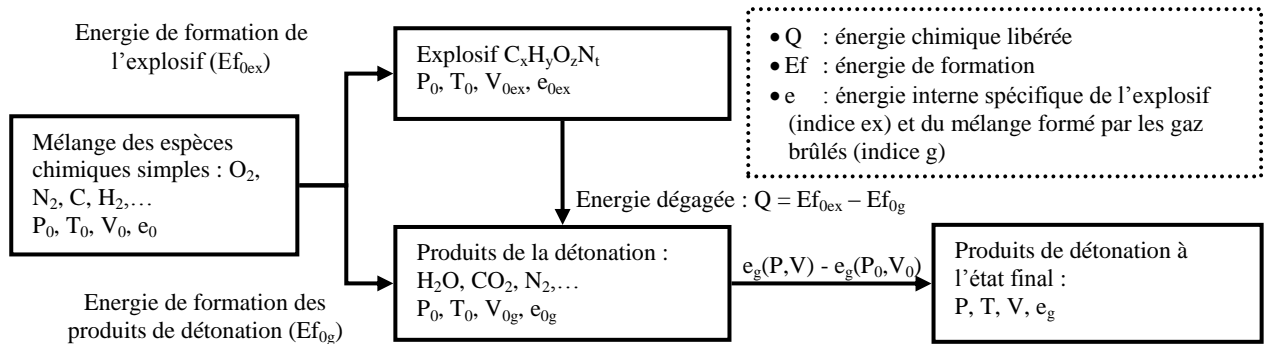 Energie de formation de
l’explosif (Ef0ex)
Explosif CxHyOzNt
P0, T0, V0ex, e0ex
• Q : énergie chimique libérée
• Ef : énergie de formation
• e : énergie interne spécifique de l’explosif
(indice ex) et du mélange formé par les gaz
brûlés (indice g)
Mélange des espèces
chimiques simples : O2,
N2, C, H2,…
P0, T0, V0, e0
Energie dégagée : Q = Ef0ex – Ef0g
Produits de la détonation :
H2O, CO2, N2,…
P0, T0, V0g, e0g
eg(P,V) - eg(P0,V0)
Produits de détonation à
l’état final :
P, T, V, eg
Energie de formation des
produits de détonation (Ef0g)